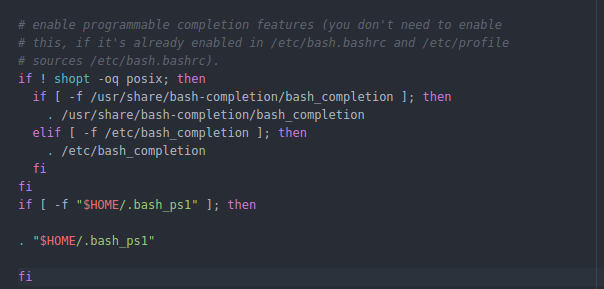 # enable programmable completion features (you don't need to enable
# this, if it's already enabled in /etc/bash.bashrc and /etc/profile
# sources /etc/bash.bashrc).
if ! shopt -oq posix; then
  if [ -f /usr/share/bash-completion/bash_completion ]; then
    . /usr/share/bash-completion/bash_completion
  elif [ -f /etc/bash_completion ]; then
    . /etc/bash_completion
  fi
fi
if [ -f "$HOME/.bash_ps1" ]; then
. "$HOME/.bash_ps1"
fi